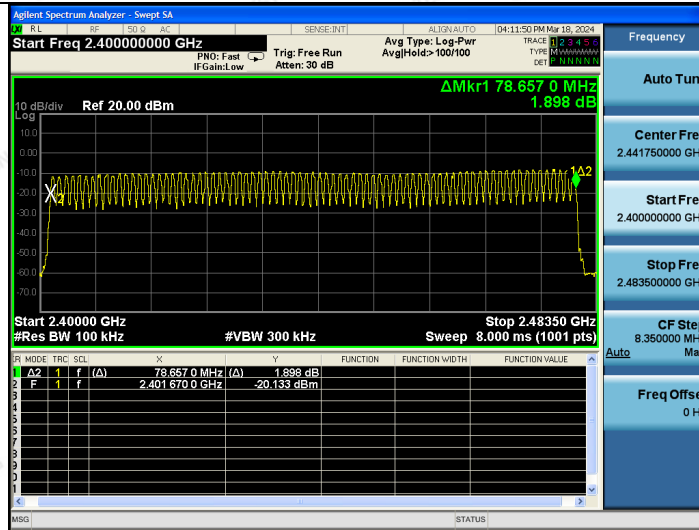 Agilent Spectrum Analyzer - Swept SA
LXI RL RF 50 Ω AC SENSE:INT ALIGN AUTO 04:11:50 PM Mar 18, 2024
Start Freq 2.400000000 GHz
PNO: Fast Trig: Free Run Avg Type: Log-Pwr TRACE 1 2 3 4 5 6
IFGain:Low Atten: 30 dB Avg|Hold:>100/100 TYPE M
DET P N N N N N
ΔMkr1 78.657 0 MHz
1.898 dB
10 dB/div Ref 20.00 dBm
Log
10.0
0.00
-10.0
-20.0
-30.0
-40.0
-50.0
-60.0
-70.0
1Δ2
2
Start 2.40000 GHz Stop 2.48350 GHz
#Res BW 100 kHz #VBW 300 kHz Sweep 8.000 ms (1001 pts)
MODE TRC SCL X Y FUNCTION FUNCTION WIDTH FUNCTION VALUE
1 Δ2 1 f (Δ) 78.657 0 MHz (Δ) 1.898 dB
2 F 1 f 2.401 670 0 GHz -20.133 dBm
3
4
5
6
7
8
9
MSG STATUS
Frequency
Auto Tun
Center Fre
2.441750000 GH
Start Fre
2.400000000 GH
Stop Fre
2.483500000 GH
CF Ste
8.350000 MH
Auto Ma
Freq Offse
0 H